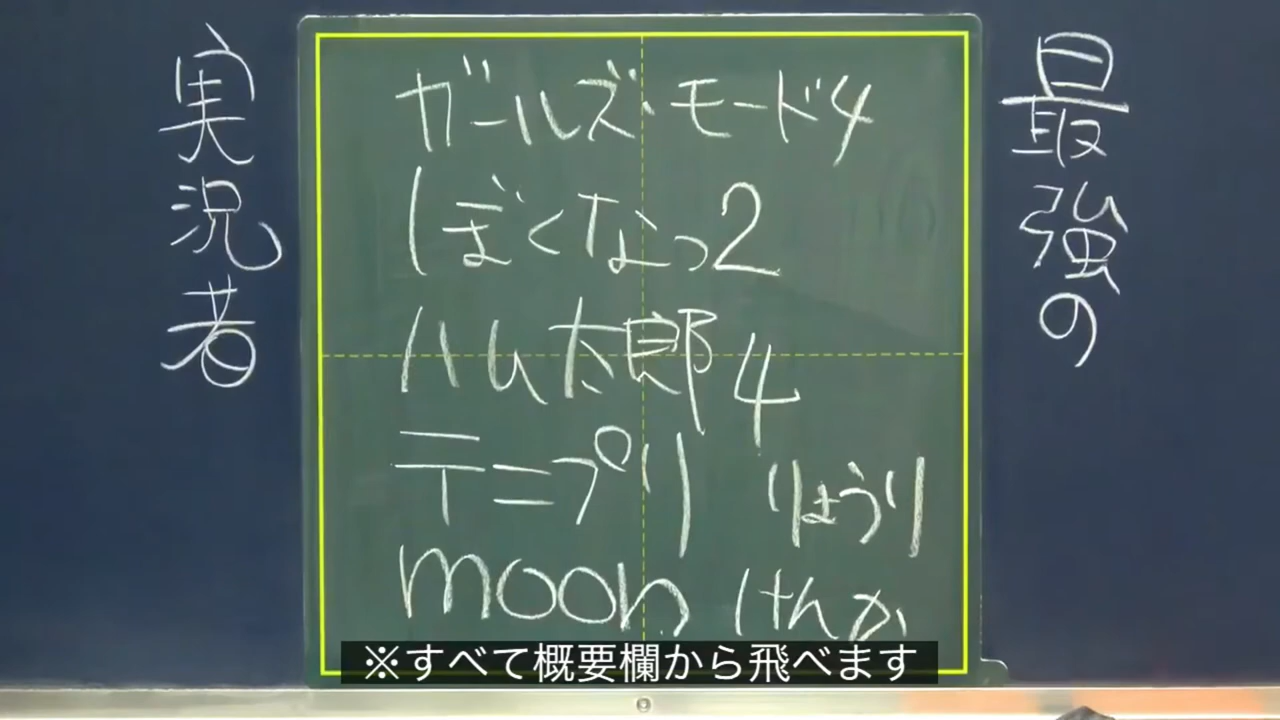 最強の
実況者
ガールズモード4
ぼくなつ2
ハム太郎4
テニプリ りょうり
moon けんか
※すべて概要欄から飛べます